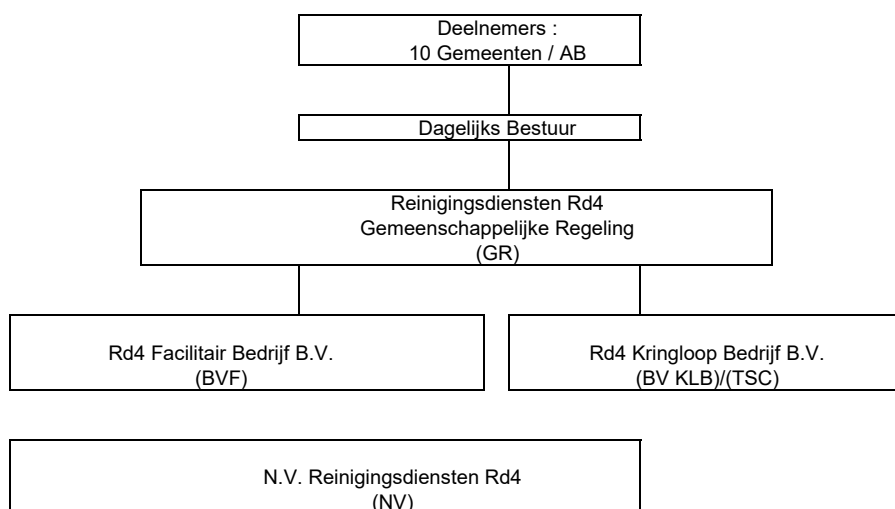 Deelnemers :
10 Gemeenten / AB
Dagelijks Bestuur
Reinigingsdiensten Rd4
Gemeenschappelijke Regeling
(GR)
Rd4 Facilitair Bedrijf B.V.
(BVF)
Rd4 Kringloop Bedrijf B.V.
(BV KLB)/(TSC)
N.V. Reinigingsdiensten Rd4
(NV)